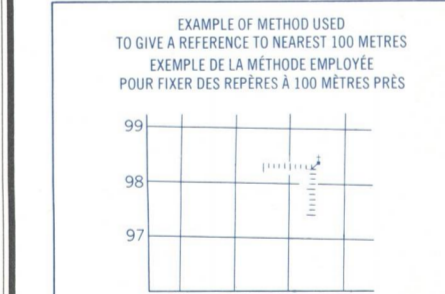 EXAMPLE OF METHOD USED
TO GIVE A REFERENCE TO NEAREST 100 METRES
EXEMPLE DE LA MÉTHODE EMPLOYÉE
POUR FIXER DES REPÈRES À 100 MÈTRES PRÈS
99
98
97